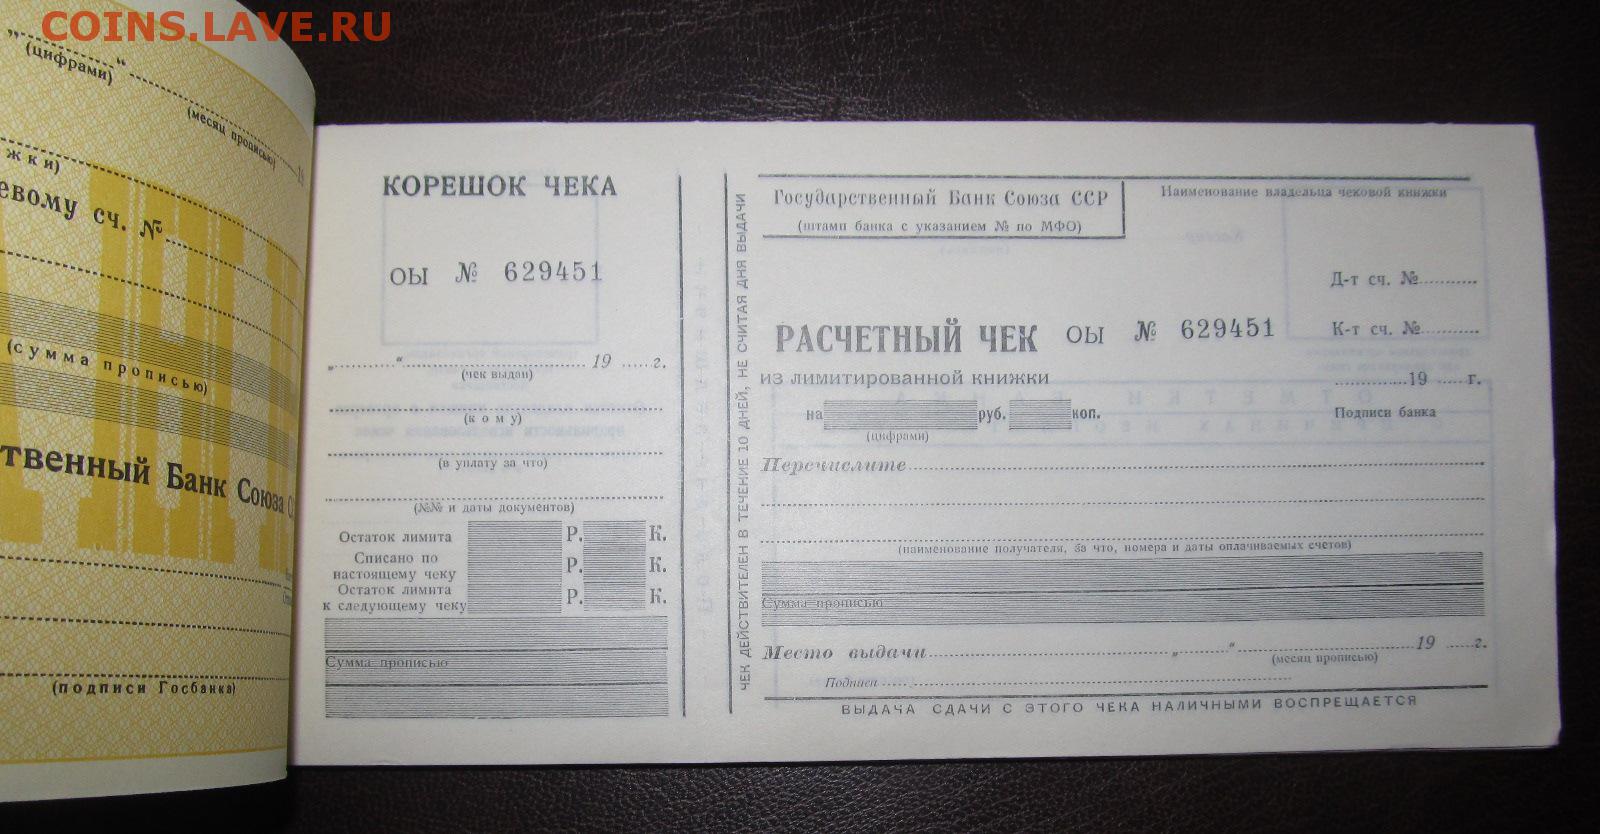 COINS.LAVE.RU
(цифрами)
(месяц прописью)
19
жки)
евому сч. №
(сумма прописью)
твенный Банк Союза С
(подписи Госбанка)
КОРЕШОК ЧЕКА
ОЫ № 629451
„ “ 19 г.
(чек выдан)
(кому)
(в уплату за что)
(№№ и даты документов)
Остаток лимита Р. К.
Списано по
настоящему чеку Р. К.
Остаток лимита
к следующему чеку Р. К.
Сумма прописью
ЧЕК ДЕЙСТВИТЕЛЕН В ТЕЧЕНИЕ 10 ДНЕЙ, НЕ СЧИТАЯ ДНЯ ВЫДАЧИ
Государственный Банк Союза ССР
(штамп банка с указанием № по МФО)
Наименование владельца чековой книжки
Д-т сч. №
РАСЧЕТНЫЙ ЧЕК ОЫ № 629451
К-т сч. №
из лимитированной книжки
19 г.
на руб. коп.
(цифрами)
Подписи банка
Перечислите
(наименование получателя, за что, номера и даты оплачиваемых счетов)
Сумма прописью
Место выдачи „ “ 19 г.
(месяц прописью)
Подписи
ВЫДАЧА СДАЧИ С ЭТОГО ЧЕКА НАЛИЧНЫМИ ВОСПРЕЩАЕТСЯ